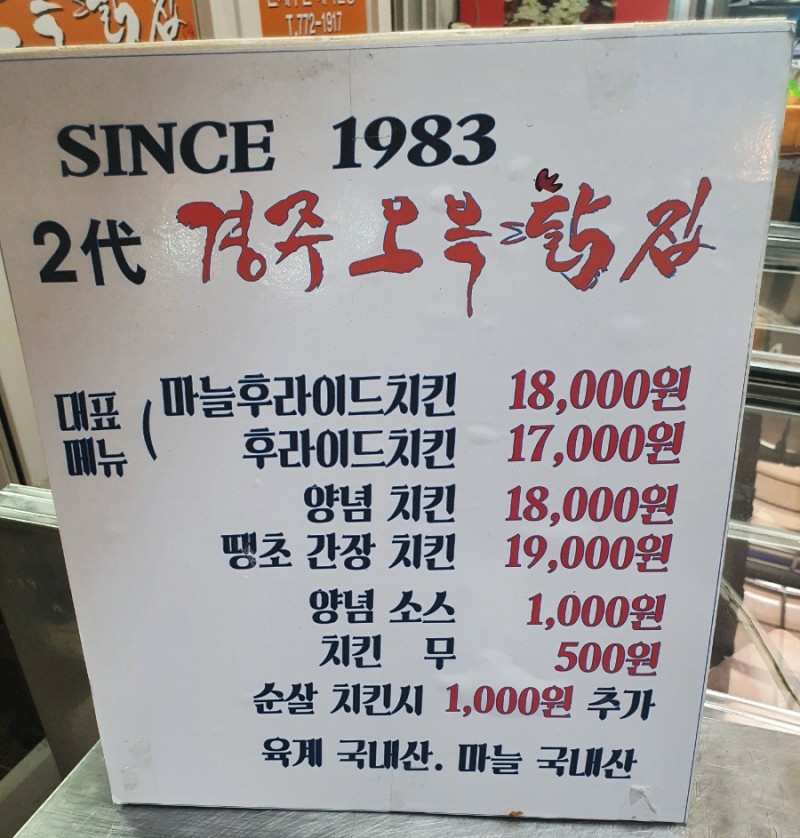 T.772-1917
SINCE 1983
2代 경주 오복 닭집
대표
메뉴
( 마늘후라이드치킨 18,000원
후라이드치킨 17,000원
양념 치킨 18,000원
땡초 간장 치킨 19,000원
양념 소스 1,000원
치킨 무 500원
순살 치킨시 1,000원 추가
육계 국내산. 마늘 국내산